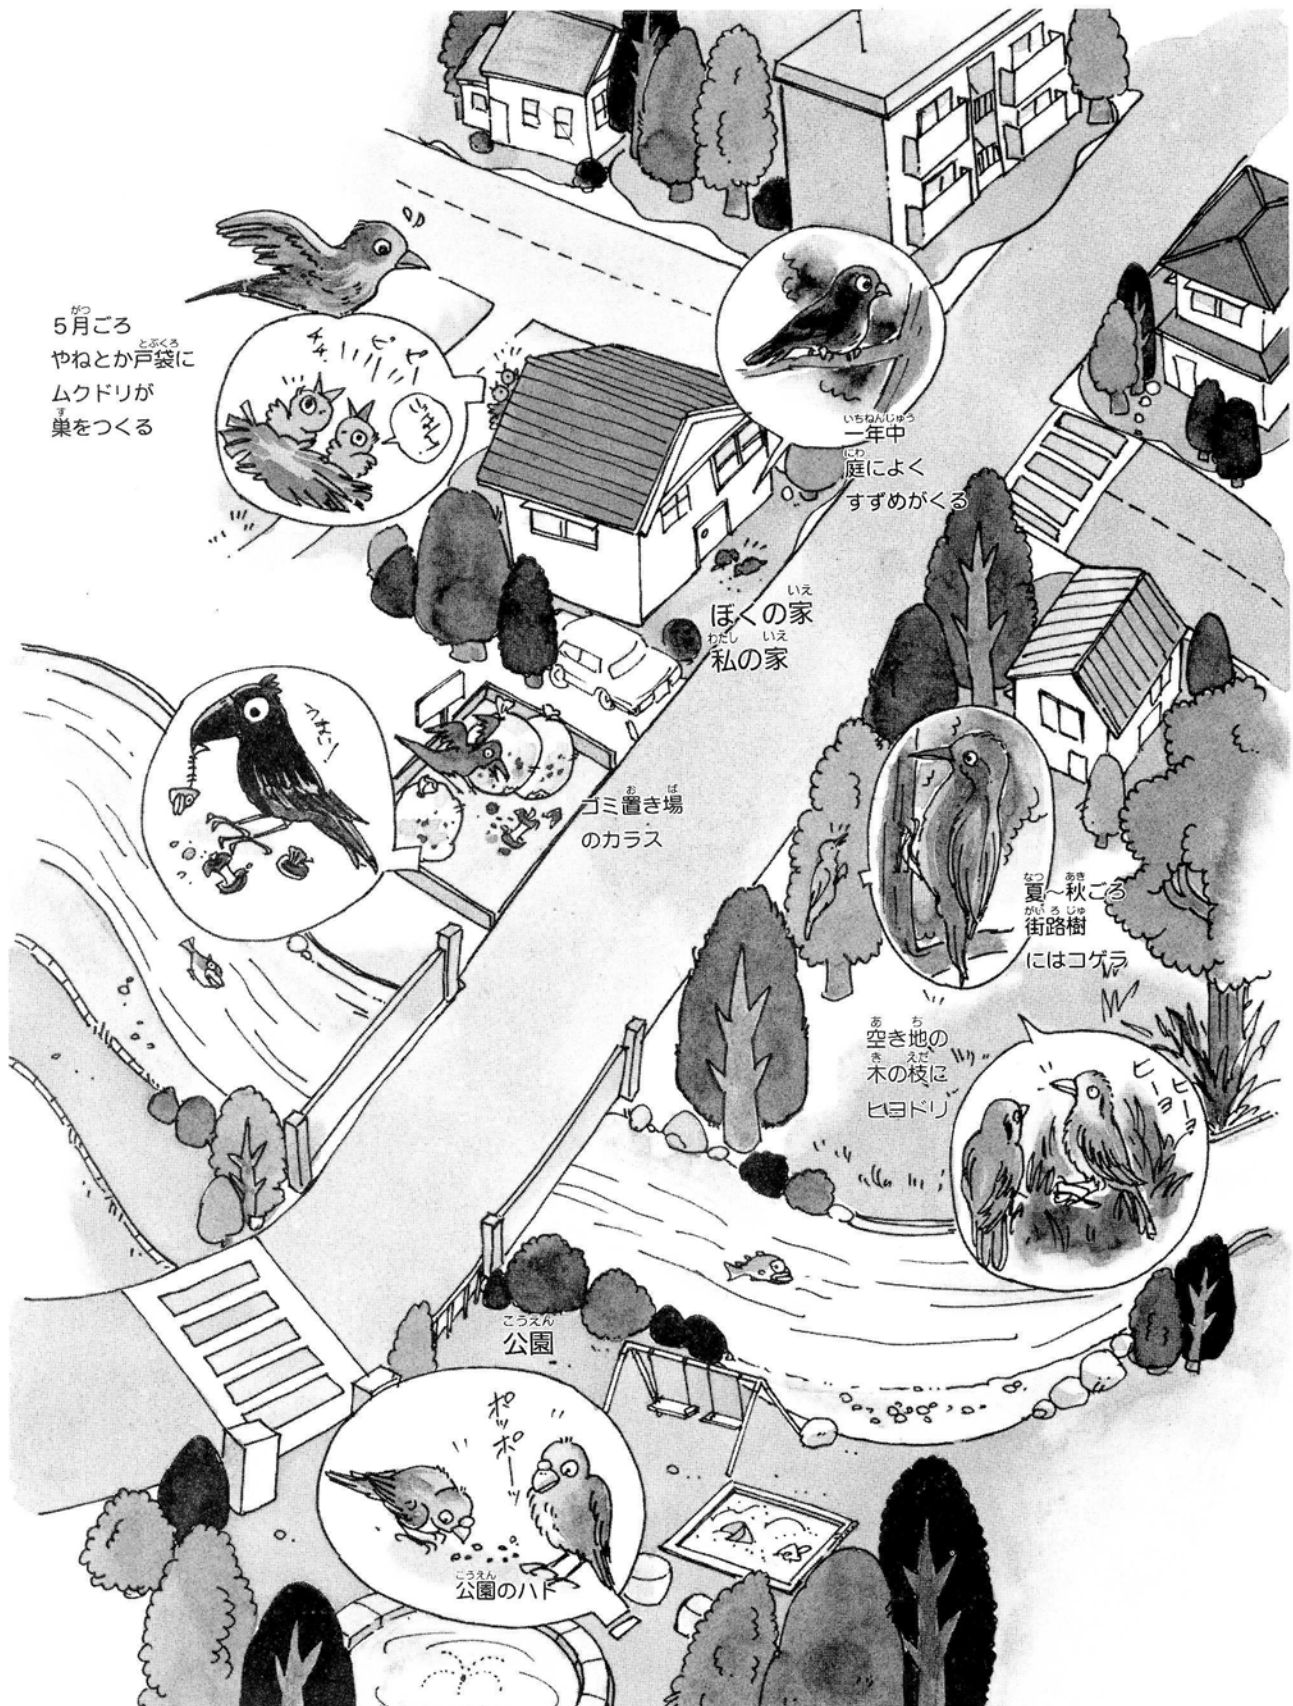 5月ごろ
やねとか戸袋に
ムクドリが
巣をつくる
チチ
ピピ
一年中
庭によく
すずめがくる
ぼくの家
私の家
ゴミ置き場
のカラス
夏～秋ごろ
街路樹
にはコゲラ
空き地の
木の枝に
ヒヨドリ
ヒーヨ
ヒーヨ
公園
ポッポーッ
公園のハト